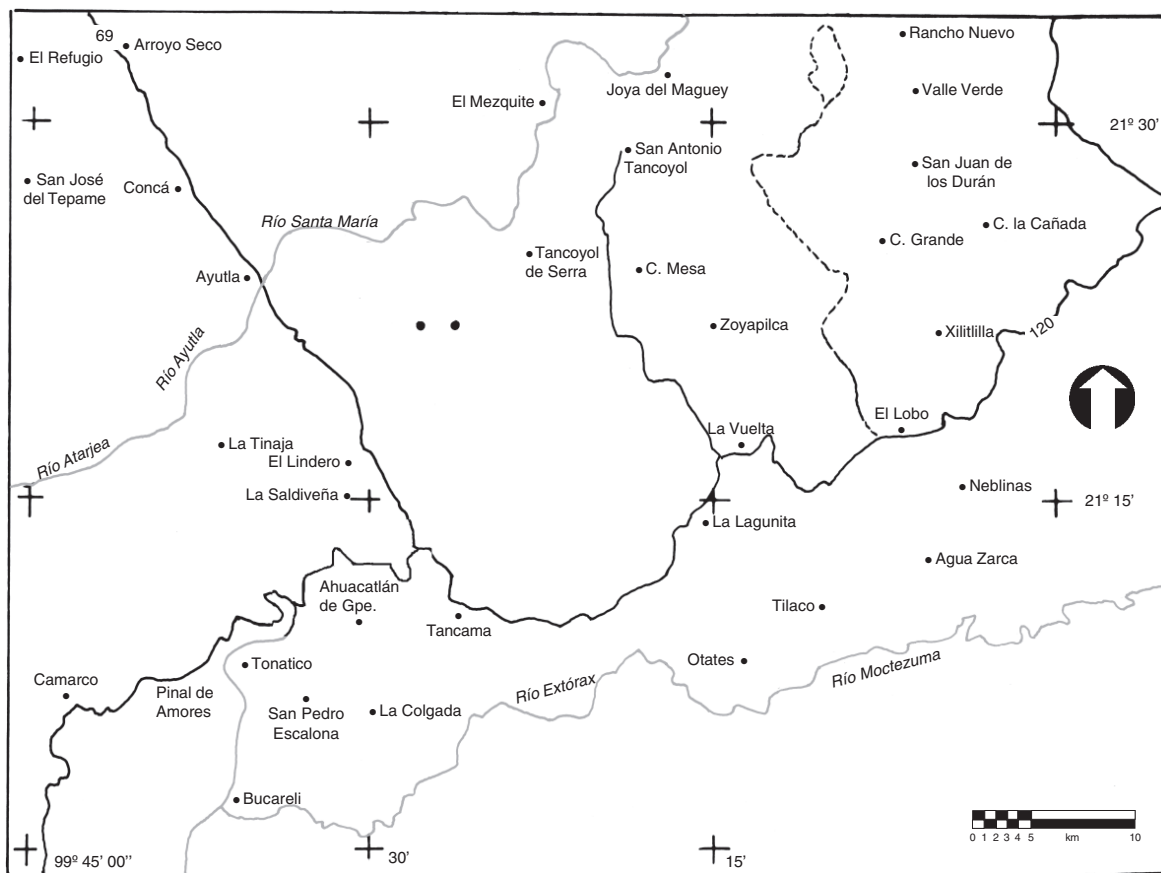 69
Arroyo Seco
El Refugio
Rancho Nuevo
Joya del Maguey
Valle Verde
El Mezquite
21º 30’
San Antonio
Tancoyol
San José
del Tepame
Concá
San Juan de
los Durán
Río Santa María
C. la Cañada
C. Grande
Tancoyol
de Serra
C. Mesa
Ayutla
Zoyapilca
Xilitlilla
120
Río Ayutla
El Lobo
La Vuelta
La Tinaja
Río Atarjea
El Lindero
La Saldiveña
Neblinas
21º 15’
La Lagunita
Agua Zarca
Ahuacatlán
de Gpe.
Tilaco
Tancama
Tonatico
Otates
Río Moctezuma
Camarco
Pinal de
Amores
Río Extórax
San Pedro
Escalona
La Colgada
Bucareli
0 1 2 3 4 5 km 10
99º 45’ 00’’
30’
15’